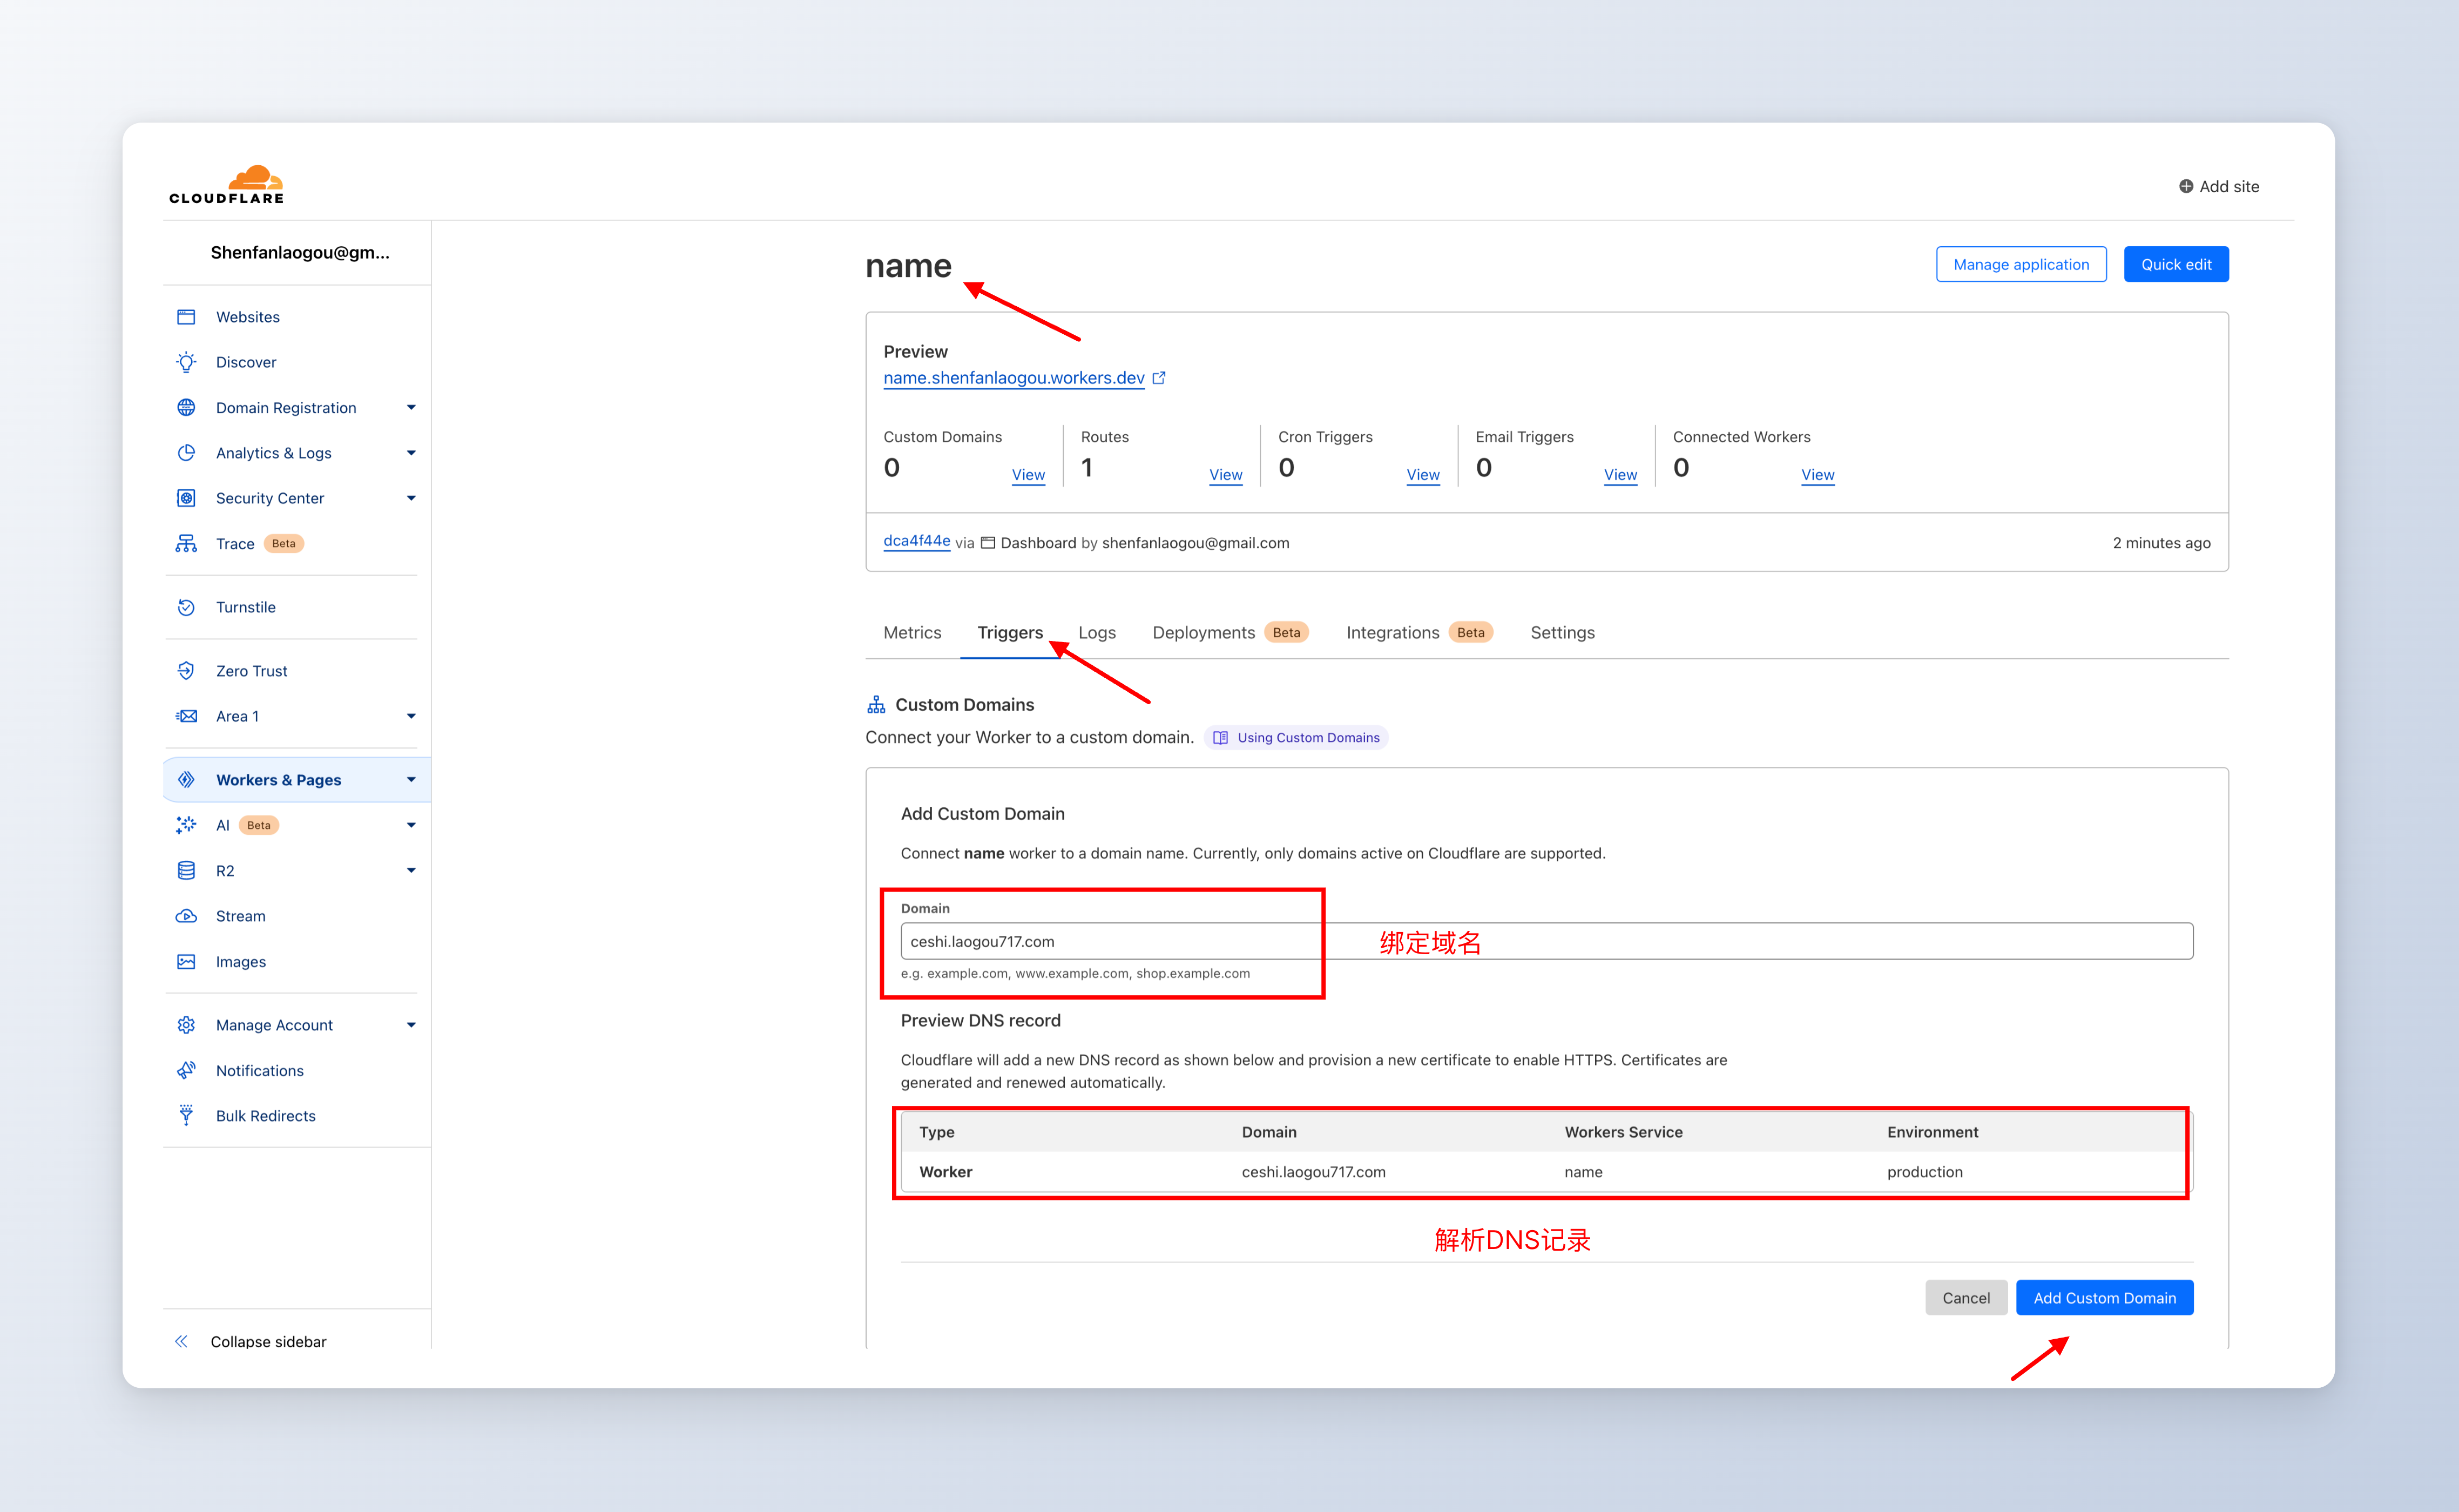 CLOUDFLARE
Add site
Shenfanlaogou@gm...
Websites
Discover
Domain Registration
Analytics & Logs
Security Center
Trace Beta
Turnstile
Zero Trust
Area 1
Workers & Pages
AI Beta
R2
Stream
Images
Manage Account
Notifications
Bulk Redirects
Collapse sidebar
name
Manage application
Quick edit
Preview
name.shenfanlaogou.workers.dev
Custom Domains
0 View
Routes
1 View
Cron Triggers
0 View
Email Triggers
0 View
Connected Workers
0 View
dca4f44e via Dashboard by shenfanlaogou@gmail.com 2 minutes ago
Metrics Triggers Logs Deployments Beta Integrations Beta Settings
Custom Domains
Connect your Worker to a custom domain. Using Custom Domains
Add Custom Domain
Connect name worker to a domain name. Currently, only domains active on Cloudflare are supported.
Domain
ceshi.laogou717.com 绑定域名
e.g. example.com, www.example.com, shop.example.com
Preview DNS record
Cloudflare will add a new DNS record as shown below and provision a new certificate to enable HTTPS. Certificates are
generated and renewed automatically.
Type Domain Workers Service Environment
Worker ceshi.laogou717.com name production
解析DNS记录
Cancel Add Custom Domain